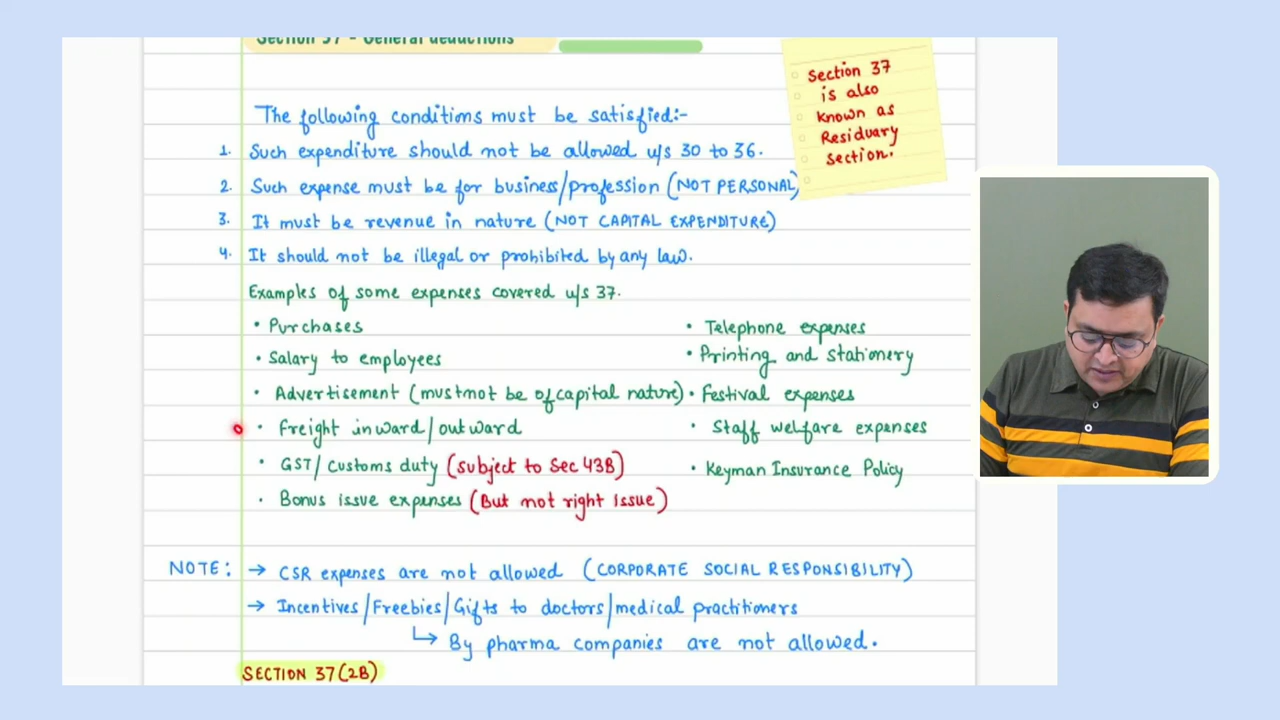 Section 37 - General deductions
Section 37
is also
known as
Residuary
Section.
The following conditions must be satisfied:-
1. Such expenditure should not be allowed u/s 30 to 36.
2. Such expense must be for business/profession (NOT PERSONAL)
3. It must be revenue in nature (NOT CAPITAL EXPENDITURE)
4. It should not be illegal or prohibited by any law.
Examples of some expenses covered u/s 37.
• Purchases
• Salary to employees
• Advertisement (must not be of capital nature)
• Freight inward/outward
• GST/Customs duty (subject to Sec 43B)
• Bonus issue expenses (But not right issue)
• Telephone expenses
• Printing and stationery
• Festival expenses
• Staff welfare expenses
• Keyman Insurance Policy
NOTE: → CSR expenses are not allowed (CORPORATE SOCIAL RESPONSIBILITY)
→ Incentives/Freebies/Gifts to doctors/medical practitioners
↳ By pharma companies are not allowed.
SECTION 37(2B)